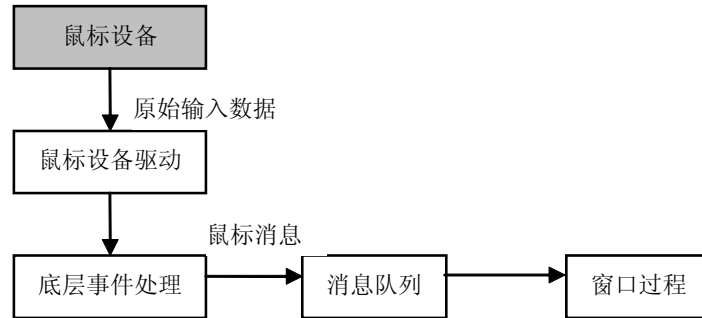 鼠标设备
原始输入数据
鼠标设备驱动
鼠标消息
底层事件处理
消息队列
窗口过程